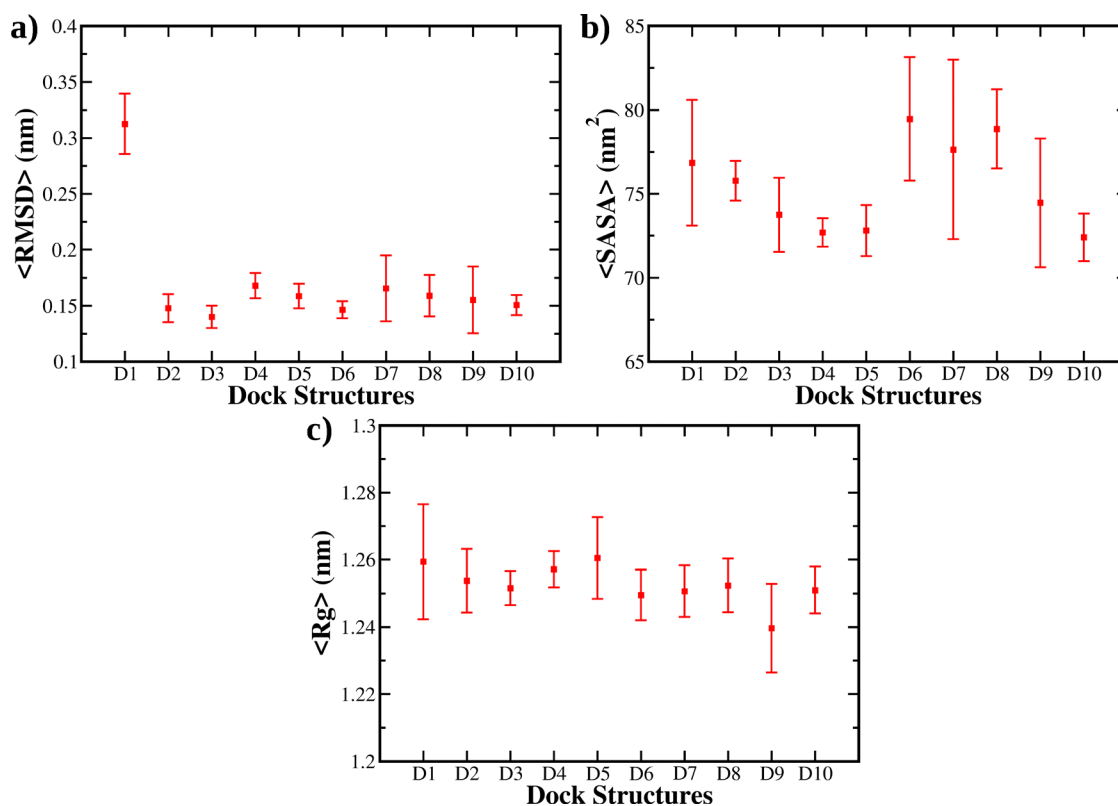 a)
<RMSD> (nm)
0.4
0.35
0.3
0.25
0.2
0.15
0.1
D1 D2 D3 D4 D5 D6 D7 D8 D9 D10
Dock Structures
b)
<SASA> (nm²)
85
80
75
70
65
D1 D2 D3 D4 D5 D6 D7 D8 D9 D10
Dock Structures
c)
<Rg> (nm)
1.3
1.28
1.26
1.24
1.22
1.2
D1 D2 D3 D4 D5 D6 D7 D8 D9 D10
Dock Structures